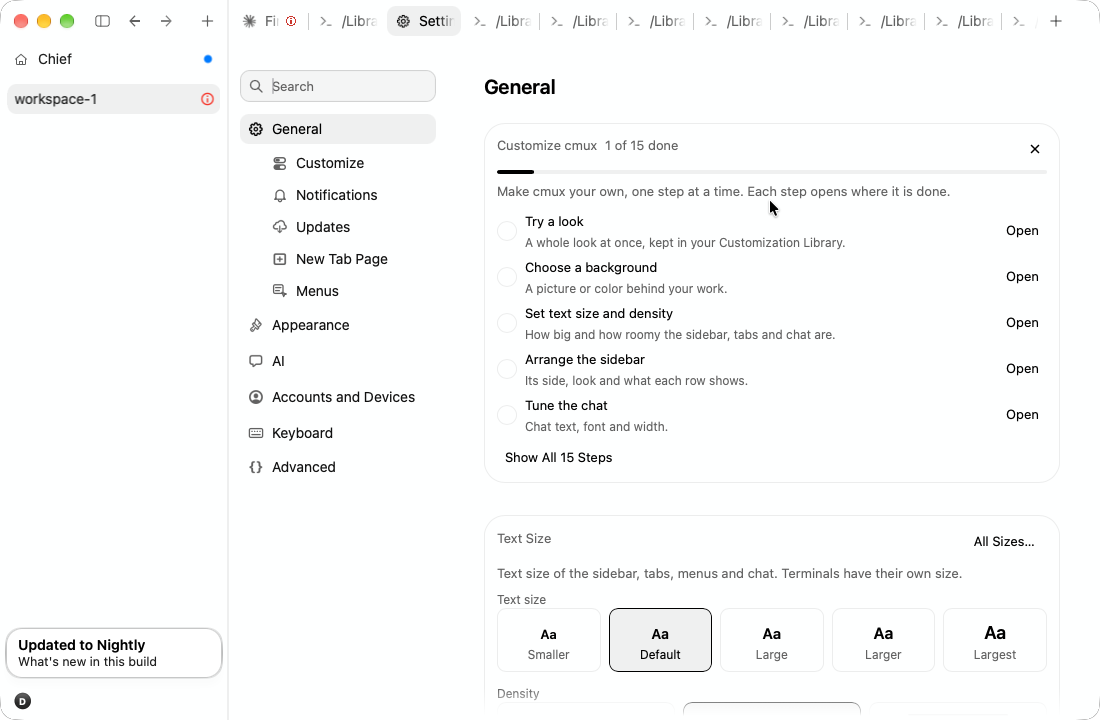 Fi
/Libra
Settir
/Libra
/Libra
/Libra
/Libra
/Libra
/Libra
/Libra
Chief
workspace-1
Search
General
Customize
Notifications
Updates
New Tab Page
Menus
Appearance
AI
Accounts and Devices
Keyboard
Advanced
General
Customize cmux 1 of 15 done
Make cmux your own, one step at a time. Each step opens where it is done.
Try a look
A whole look at once, kept in your Customization Library.
Open
Choose a background
A picture or color behind your work.
Open
Set text size and density
How big and how roomy the sidebar, tabs and chat are.
Open
Arrange the sidebar
Its side, look and what each row shows.
Open
Tune the chat
Chat text, font and width.
Open
Show All 15 Steps
Text Size
All Sizes...
Text size of the sidebar, tabs, menus and chat. Terminals have their own size.
Text size
Aa
Smaller
Aa
Default
Aa
Large
Aa
Larger
Aa
Largest
Density
Updated to Nightly
What's new in this build
D